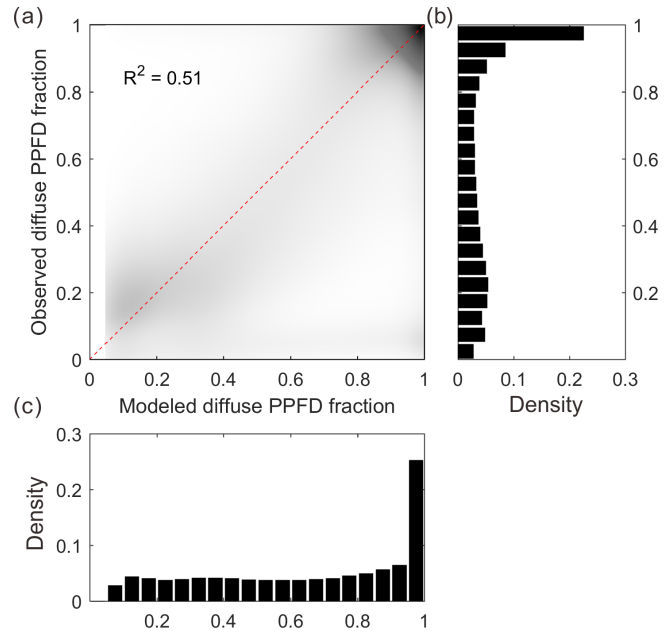 (a)
(b)
1
0.8
0.6
0.4
0.2
0
R² = 0.51
Observed diffuse PPFD fraction
0 0.2 0.4 0.6 0.8 1
Modeled diffuse PPFD fraction
1
0.8
0.6
0.4
0.2
0
0 0.1 0.2 0.3
Density
(c)
0.3
0.2
0.1
0
Density
0.2 0.4 0.6 0.8 1